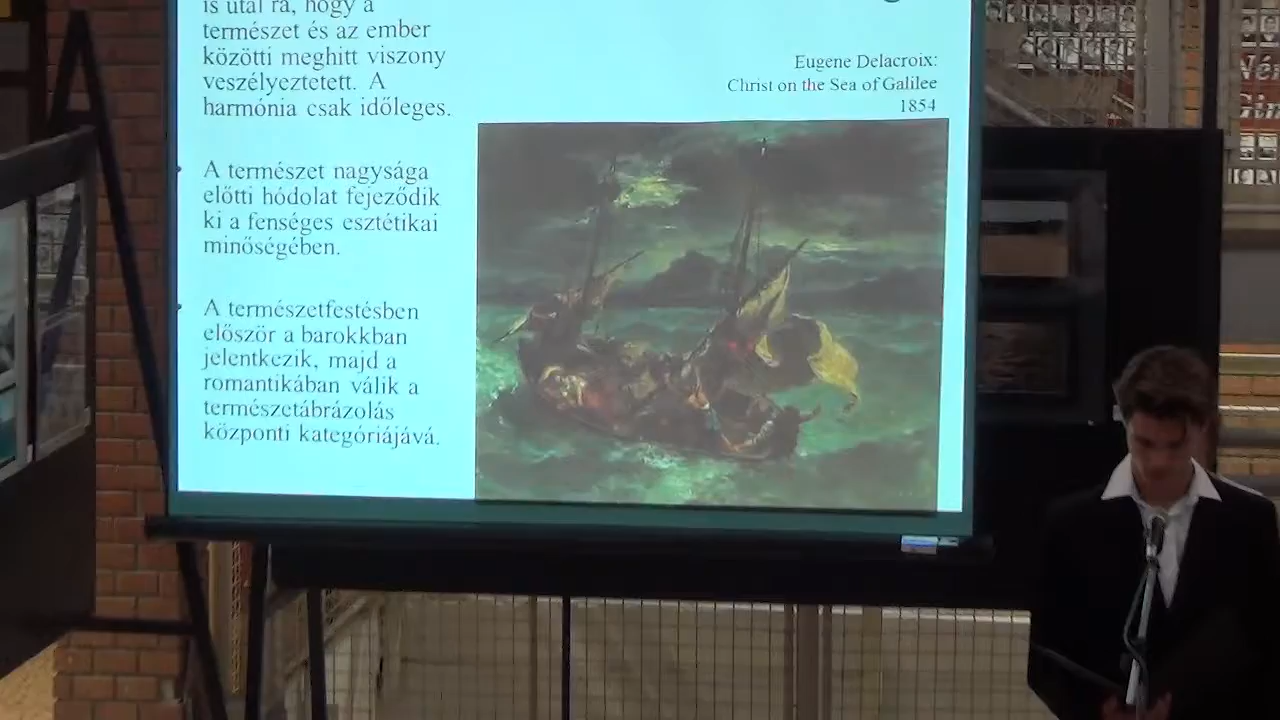 is utal rá, hogy a
természet és az ember
közötti meghitt viszony
veszélyeztetett. A
harmónia csak időleges.
A természet nagysága
előtti hódolat fejeződik
ki a fenséges esztétikai
minőségében.
A természetfestésben
először a barokkban
jelentkezik, majd a
romantikában válik a
természetábrázolás
központi kategóriájává.
Eugene Delacroix:
Christ on the Sea of Galilee
1854